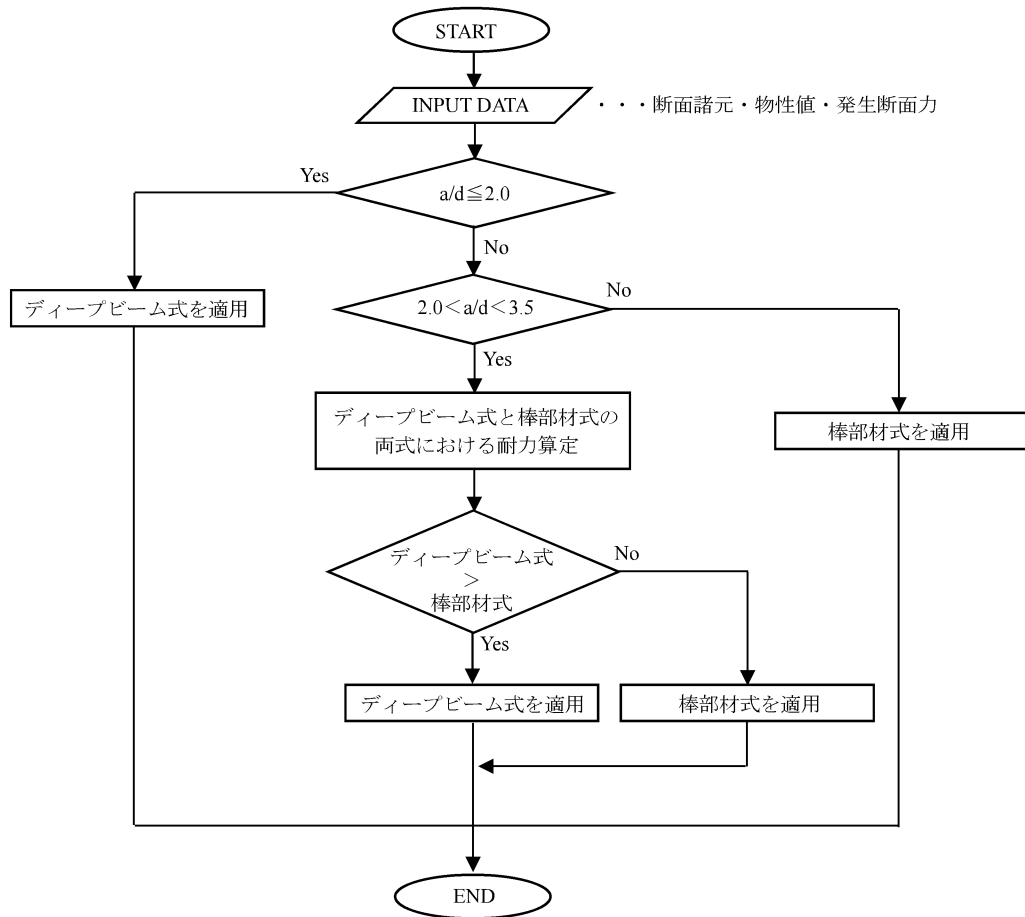 START
INPUT DATA
・・・断面諸元・物性値・発生断面力
Yes
a/d≦2.0
No
ディープビーム式を適用
2.0＜a/d＜3.5
No
Yes
ディープビーム式と棒部材式の
両式における耐力算定
棒部材式を適用
ディープビーム式
＞
棒部材式
No
Yes
ディープビーム式を適用
棒部材式を適用
END